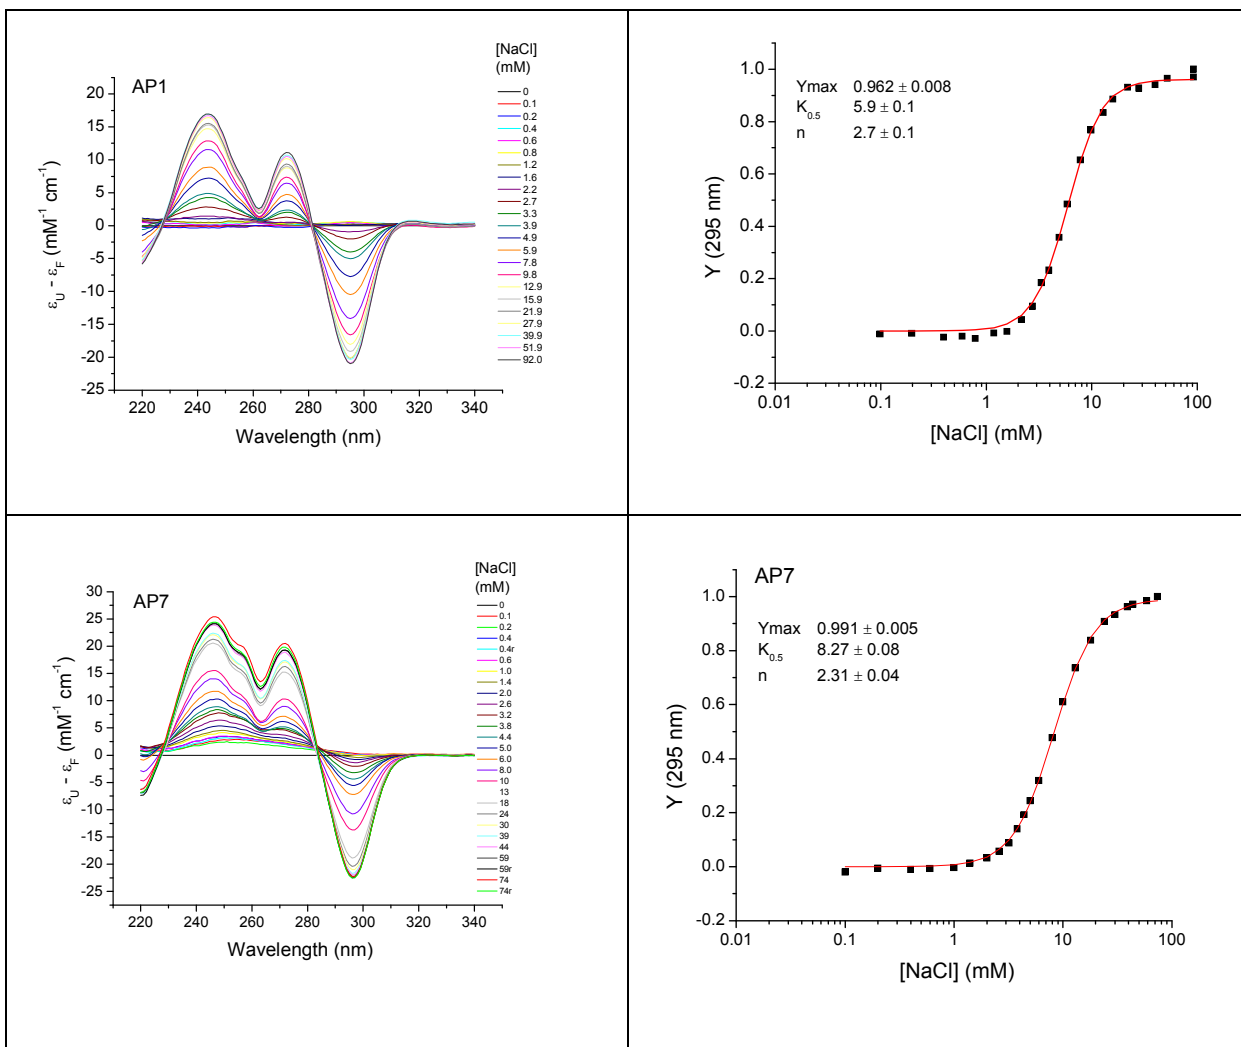 AP1
[NaCl]
(mM)
0
0.1
0.2
0.4
0.6
0.8
1.2
1.6
2.2
2.7
3.3
3.9
4.9
5.9
7.8
9.8
12.9
15.9
21.9
27.9
39.9
51.9
92.0
20
15
10
5
0
-5
-10
-15
-20
-25
220 240 260 280 300 320 340
Wavelength (nm)
εU - εF (mM-1 cm-1)
Ymax 0.962 ± 0.008
K0.5 5.9 ± 0.1
n 2.7 ± 0.1
1.0
0.8
0.6
0.4
0.2
0.0
-0.2
0.01 0.1 1 10 100
[NaCl] (mM)
Y (295 nm)
AP7
[NaCl]
(mM)
0
0.1
0.2
0.4
0.4r
0.6
1.0
1.4
2.0
2.6
3.2
3.8
4.4
5.0
6.0
8.0
10
13
18
24
30
39
44
59
59r
74
74r
30
25
20
15
10
5
0
-5
-10
-15
-20
-25
220 240 260 280 300 320 340
Wavelength (nm)
εU - εF (mM-1 cm-1)
AP7
Ymax 0.991 ± 0.005
K0.5 8.27 ± 0.08
n 2.31 ± 0.04
1.0
0.8
0.6
0.4
0.2
0.0
-0.2
0.01 0.1 1 10 100
[NaCl] (mM)
Y (295 nm)